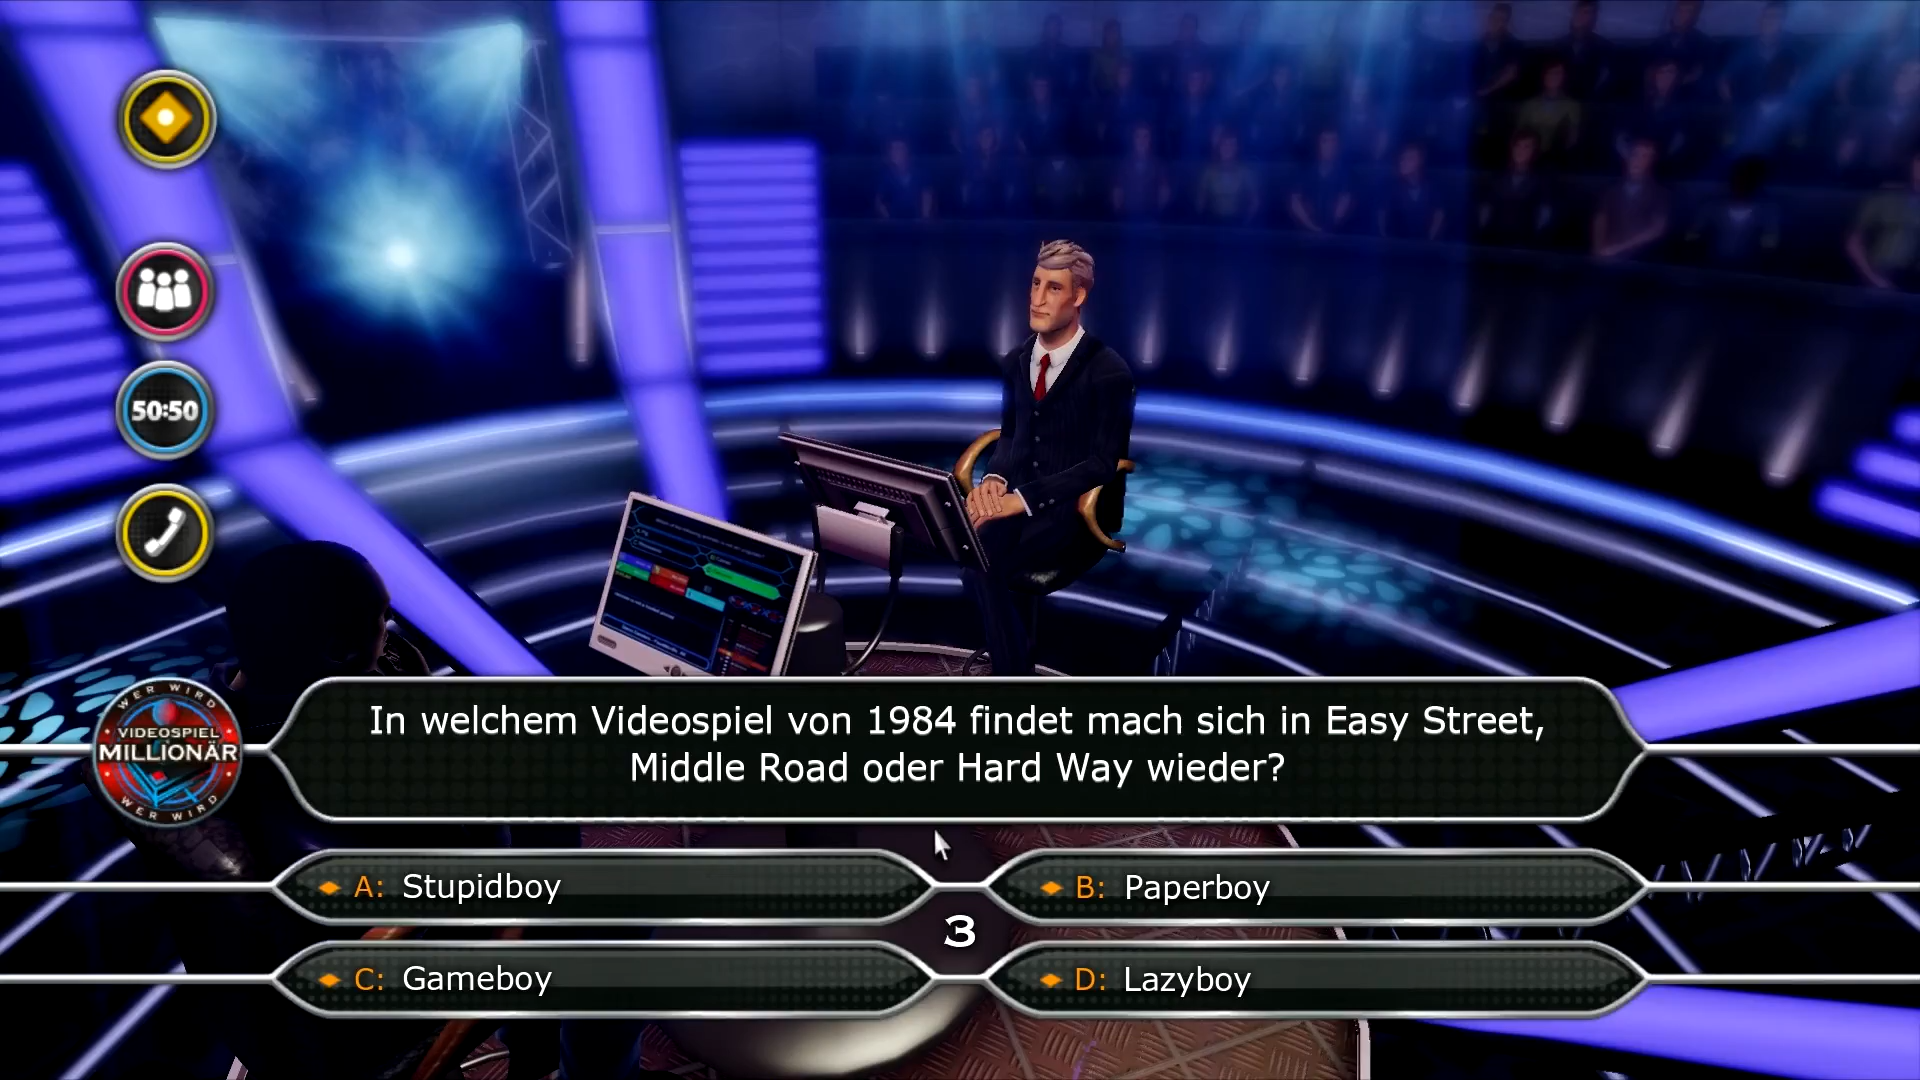 50:50
WER WIRD
VIDEOSPIEL
MILLIONÄR
WER WIRD
In welchem Videospiel von 1984 findet mach sich in Easy Street,
Middle Road oder Hard Way wieder?
A: Stupidboy
B: Paperboy
3
C: Gameboy
D: Lazyboy